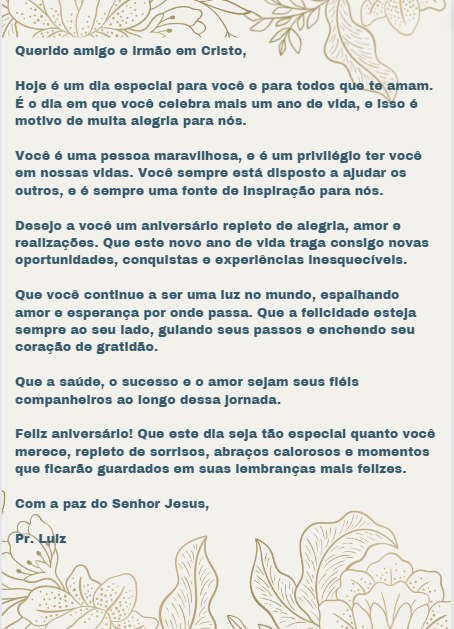 Querido amigo e irmão em Cristo,
Hoje é um dia especial para você e para todos que te amam.
É o dia em que você celebra mais um ano de vida, e isso é
motivo de muita alegria para nós.
Você é uma pessoa maravilhosa, e é um privilégio ter você
em nossas vidas. Você sempre está disposto a ajudar os
outros, e é sempre uma fonte de inspiração para nós.
Desejo a você um aniversário repleto de alegria, amor e
realizações. Que este novo ano de vida traga consigo novas
oportunidades, conquistas e experiências inesquecíveis.
Que você continue a ser uma luz no mundo, espalhando
amor e esperança por onde passa. Que a felicidade esteja
sempre ao seu lado, guiando seus passos e enchendo seu
coração de gratidão.
Que a saúde, o sucesso e o amor sejam seus fiéis
companheiros ao longo dessa jornada.
Feliz aniversário! Que este dia seja tão especial quanto você
merece, repleto de sorrisos, abraços calorosos e momentos
que ficarão guardados em suas lembranças mais felizes.
Com a paz do Senhor Jesus,
Pr. Luiz